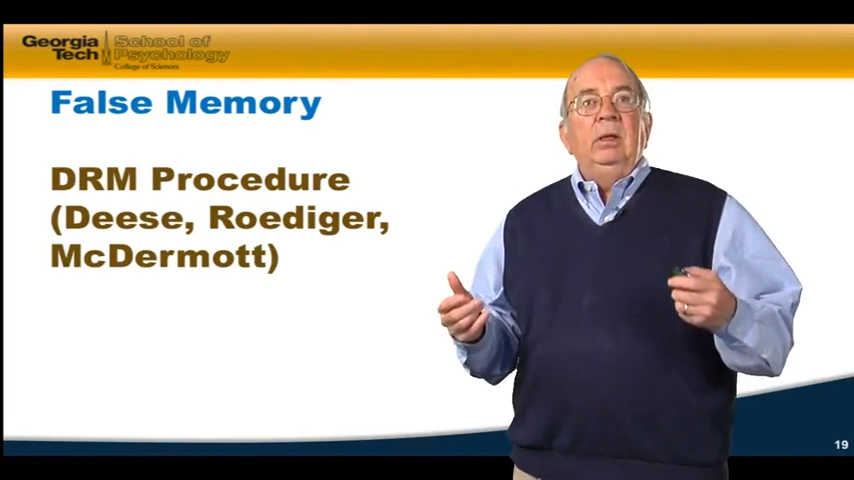 Georgia Tech
School of Psychology
College of Sciences
False Memory
DRM Procedure
(Deese, Roediger,
McDermott)
19